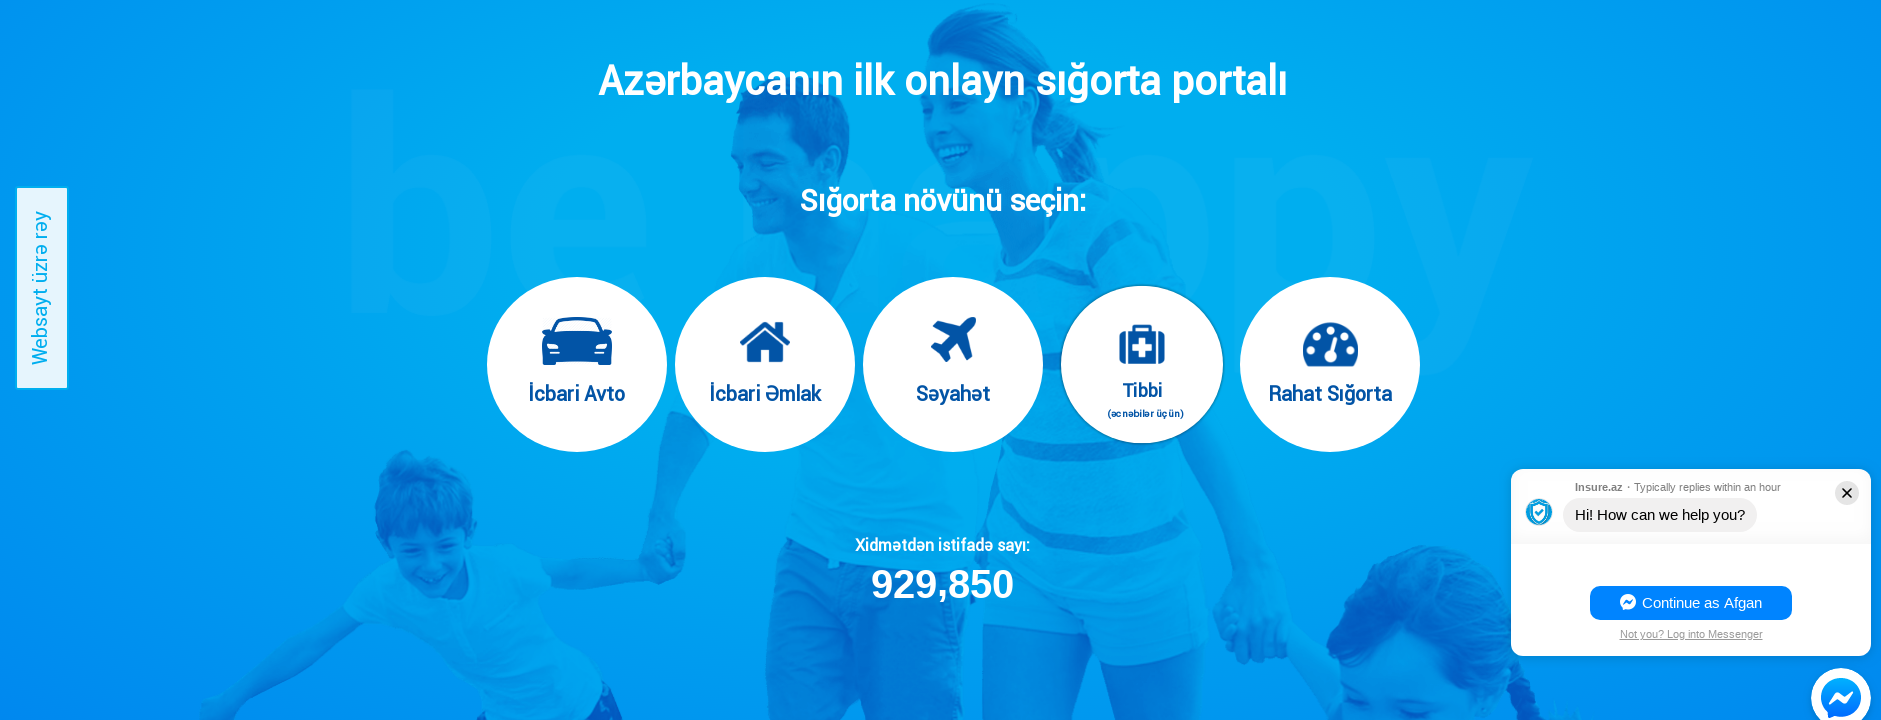 Azərbaycanın ilk onlayn sığorta portalı
be happy
Sığorta növünü seçin:
Websayt üzrə rəy
İcbari Avto
İcbari Əmlak
Səyahət
Tibbi
(əcnəbilər üçün)
Rahat Sığorta
Xidmətdən istifadə sayı:
929,850
Insure.az · Typically replies within an hour
Hi! How can we help you?
Continue as Afgan
Not you? Log into Messenger